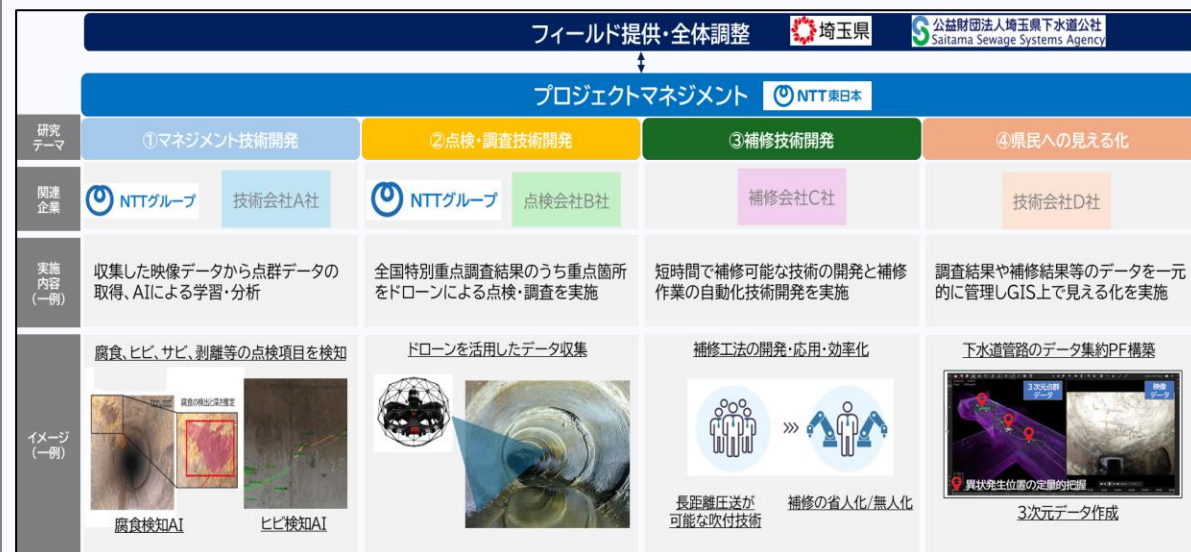 フィールド提供・全体調整
埼玉県
公益財団法人埼玉県下水道公社
Saitama Sewage Systems Agency
プロジェクトマネジメント
NTT東日本
研究
テーマ
①マネジメント技術開発
②点検・調査技術開発
③補修技術開発
④県民への見える化
関連
企業
NTTグループ
技術会社A社
NTTグループ
点検会社B社
補修会社C社
技術会社D社
実施
内容
(一例)
収集した映像データから点群データの
取得、AIによる学習・分析
全国特別重点調査結果のうち重点箇所
をドローンによる点検・調査を実施
短時間で補修可能な技術の開発と補修
作業の自動化技術開発を実施
調査結果や補修結果等のデータを一元
的に管理しGIS上で見える化を実施
イメージ
(一例)
腐食、ヒビ、サビ、剥離等の点検項目を検知
腐食の検出と深さ推定
腐食検知AI
ヒビ検知AI
ドローンを活用したデータ収集
補修工法の開発・応用・効率化
長距離圧送が
可能な吹付技術
補修の省人化/無人化
下水道管路のデータ集約PF構築
3次元点群
データ
映像
データ
異状発生位置の定量的把握
3次元データ作成